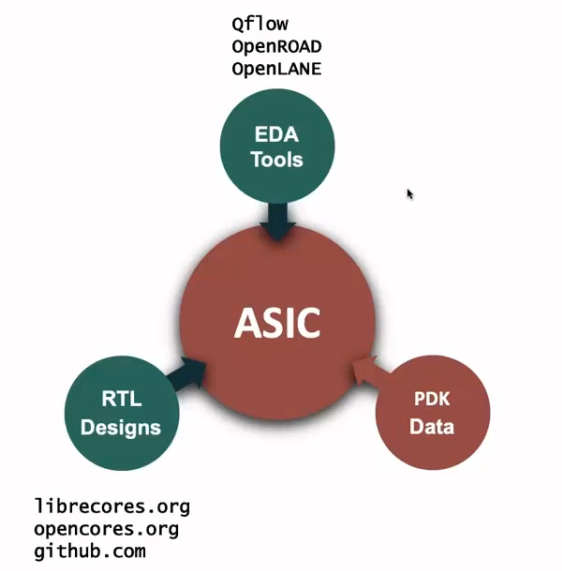 Qflow
OpenROAD
OpenLANE
EDA
Tools
ASIC
RTL
Designs
PDK
Data
librecores.org
opencores.org
github.com